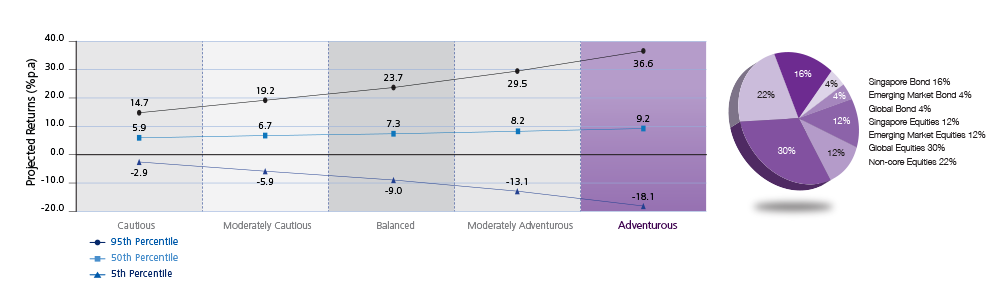 40.0
30.0
20.0
10.0
0.0
-10.0
-20.0
Projected Returns (%p.a)
14.7
19.2
23.7
29.5
36.6
5.9
6.7
7.3
8.2
9.2
-2.9
-5.9
-9.0
-13.1
-18.1
Cautious
Moderately Cautious
Balanced
Moderately Adventurous
Adventurous
95th Percentile
50th Percentile
5th Percentile
16%
4%
4%
12%
12%
30%
22%
Singapore Bond 16%
Emerging Market Bond 4%
Global Bond 4%
Singapore Equities 12%
Emerging Market Equities 12%
Global Equities 30%
Non-core Equities 22%